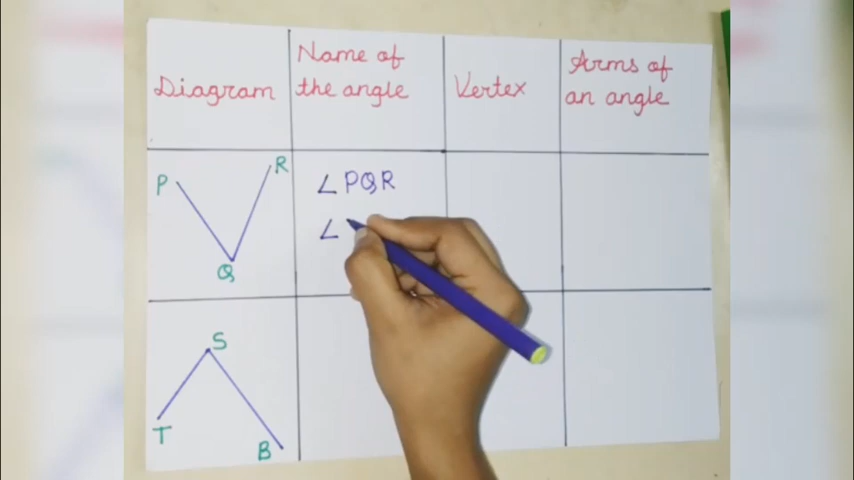 Diagram
Name of
the angle
Vertex
Arms of
an angle
P
R
Q
∠PQR
∠
S
T
B